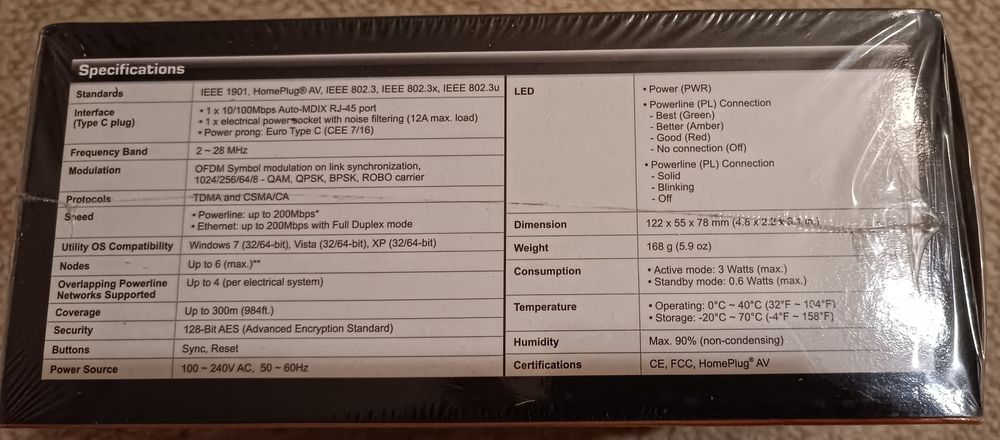 Specifications
Standards IEEE 1901, HomePlug® AV, IEEE 802.3, IEEE 802.3x, IEEE 802.3u
Interface
(Type C plug)
• 1 x 10/100Mbps Auto-MDIX RJ-45 port
• 1 x electrical power socket with noise filtering (12A max. load)
• Power prong: Euro Type C (CEE 7/16)
Frequency Band 2 ~ 28 MHz
Modulation OFDM Symbol modulation on link synchronization,
1024/256/64/8 - QAM, QPSK, BPSK, ROBO carrier
Protocols TDMA and CSMA/CA
Speed • Powerline: up to 200Mbps*
• Ethernet: up to 200Mbps with Full Duplex mode
Utility OS Compatibility Windows 7 (32/64-bit), Vista (32/64-bit), XP (32/64-bit)
Nodes Up to 6 (max.)**
Overlapping Powerline
Networks Supported
Up to 4 (per electrical system)
Coverage Up to 300m (984ft.)
Security 128-Bit AES (Advanced Encryption Standard)
Buttons Sync, Reset
Power Source 100 ~ 240V AC, 50 ~ 60Hz
LED • Power (PWR)
• Powerline (PL) Connection
- Best (Green)
- Better (Amber)
- Good (Red)
- No connection (Off)
• Powerline (PL) Connection
- Solid
- Blinking
- Off
Dimension 122 x 55 x 78 mm (4.8 x 2.2 x 3.1 in.)
Weight 168 g (5.9 oz)
Consumption • Active mode: 3 Watts (max.)
• Standby mode: 0.6 Watts (max.)
Temperature • Operating: 0°C ~ 40°C (32°F ~ 104°F)
• Storage: -20°C ~ 70°C (-4°F ~ 158°F)
Humidity Max. 90% (non-condensing)
Certifications CE, FCC, HomePlug® AV